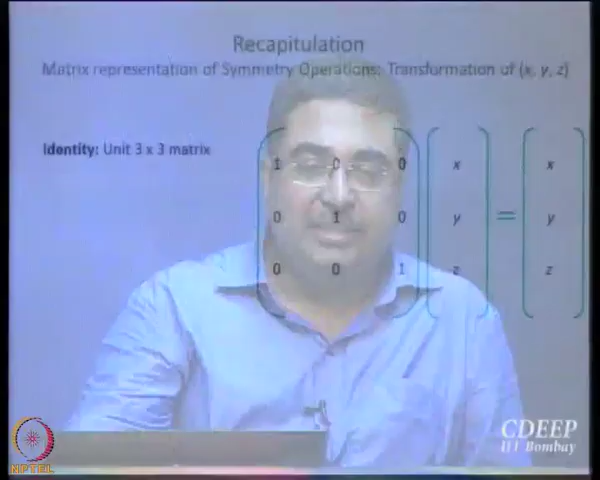 Recapitulation
Matrix representation of Symmetry Operations: Transformation of (x, y, z)
Identity: Unit 3 x 3 matrix
1 0 0 x x
0 1 0 y = y
0 0 1 z z
CDEEP
IIT Bombay
NPTEL